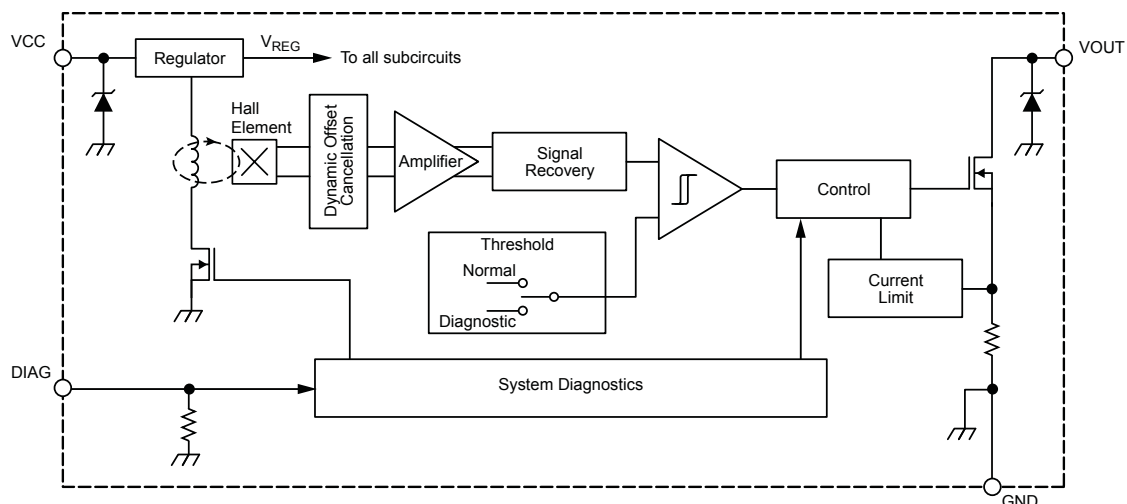 VCC
Regulator
VREG
To all subcircuits
VOUT
Hall
Element
Dynamic Offset
Cancellation
Amplifier
Signal
Recovery
Control
Threshold
Normal
Diagnostic
Current
Limit
DIAG
System Diagnostics
GND